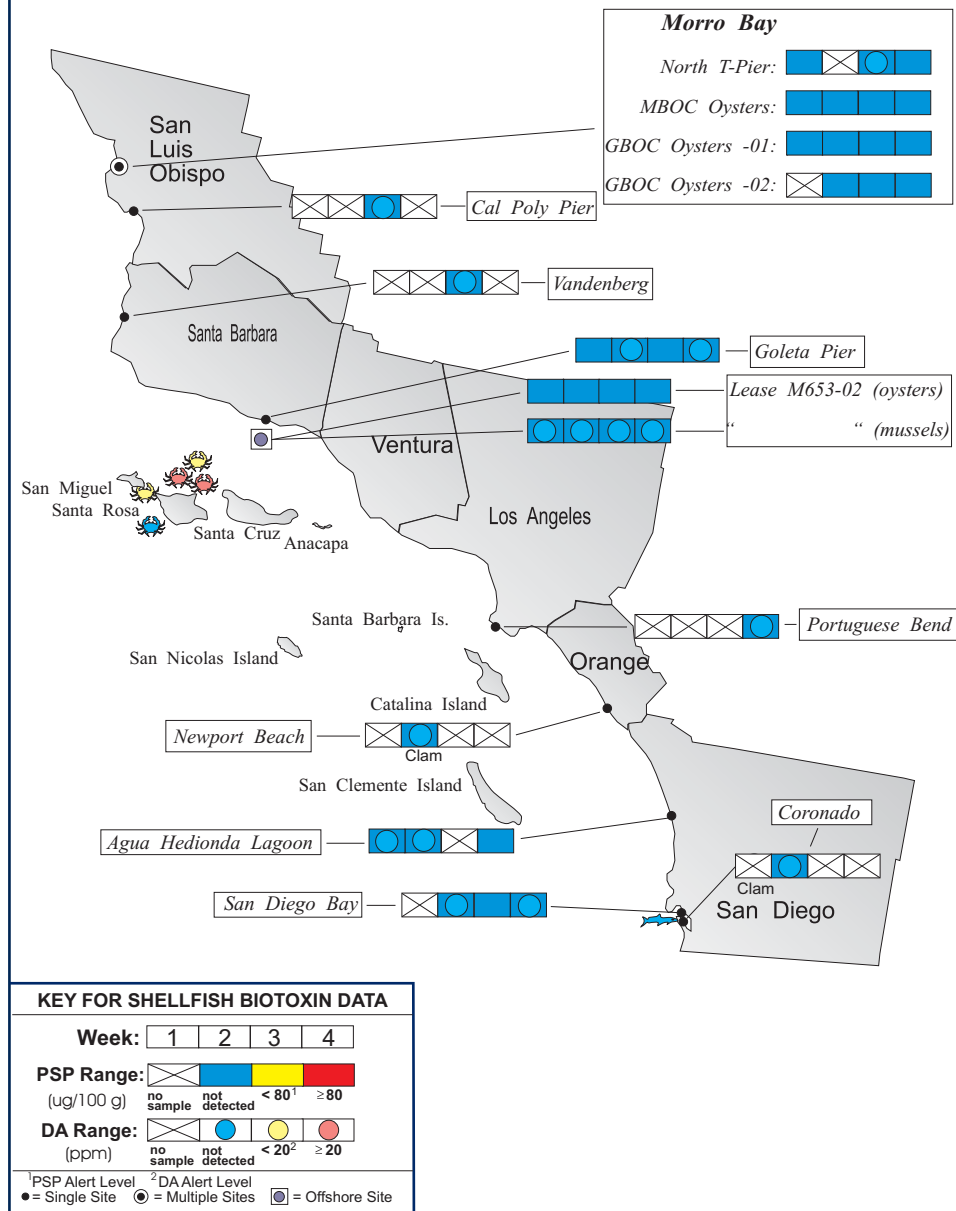 Morro Bay
North T-Pier:
MBOC Oysters:
GBOC Oysters -01:
GBOC Oysters -02:
San
Luis
Obispo
Cal Poly Pier
Vandenberg
Santa Barbara
Goleta Pier
Lease M653-02 (oysters)
“ “ (mussels)
Ventura
San Miguel
Santa Rosa
Santa Cruz
Anacapa
Los Angeles
Santa Barbara Is.
Portuguese Bend
San Nicolas Island
Orange
Catalina Island
Newport Beach
Clam
San Clemente Island
Coronado
Agua Hedionda Lagoon
Clam
San Diego Bay
San Diego
KEY FOR SHELLFISH BIOTOXIN DATA
Week: 1 2 3 4
PSP Range:
(ug/100 g) no sample not detected < 80¹ ≥80
DA Range:
(ppm) no sample not detected < 20² ≥20
¹PSP Alert Level ²DA Alert Level
= Single Site = Multiple Sites = Offshore Site